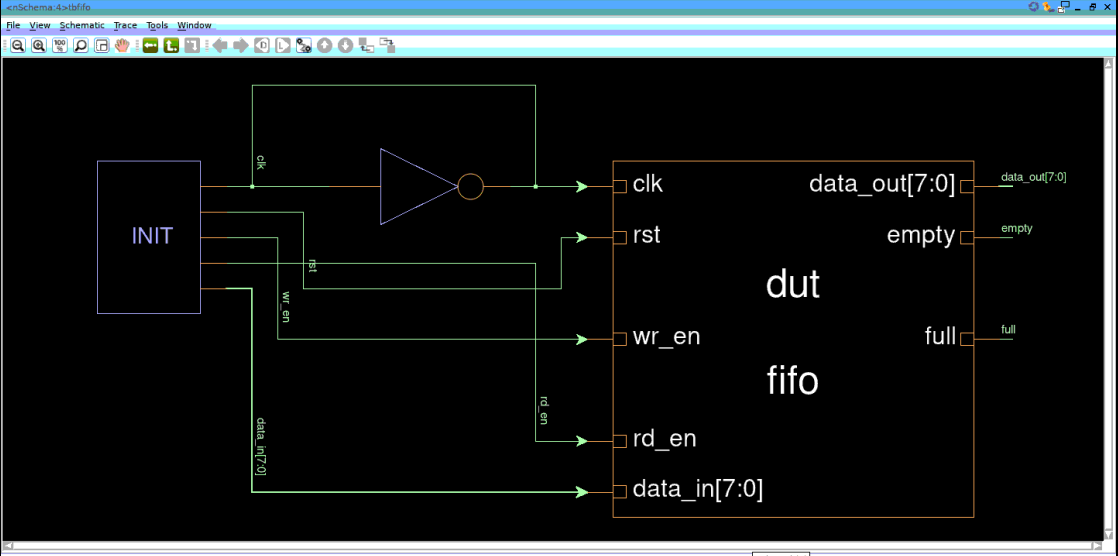 <nSchema:4>tbfifo
File View Schematic Trace Tools Window
100 %
D L
clk
INIT
rst
wr_en
rd_en
data_in[7:0]
clk data_out[7:0]
rst empty
dut
wr_en full
fifo
rd_en
data_in[7:0]
data_out[7:0]
empty
full